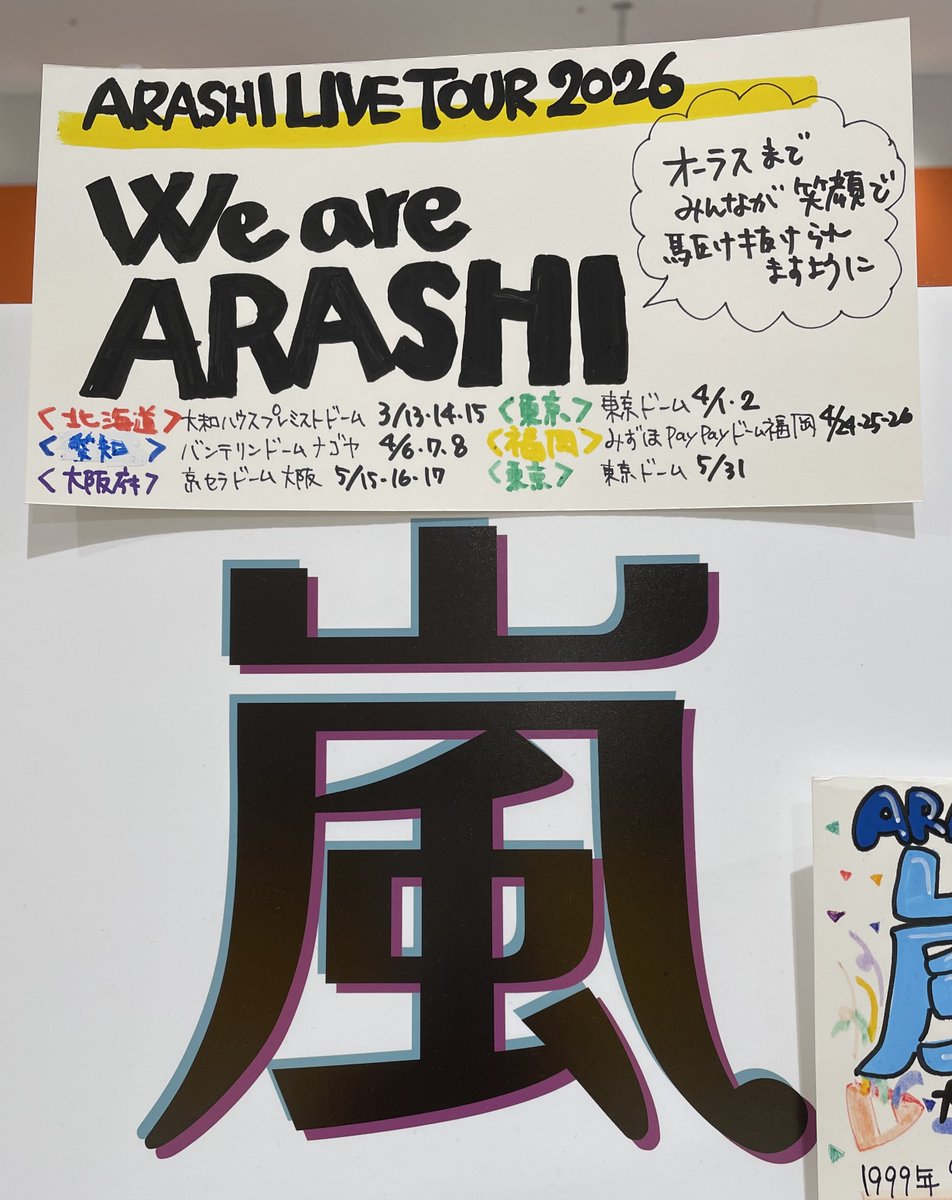 ARASHI LIVE TOUR 2026
We are
ARASHI
オーラスまで
みんなが笑顔で
駆け抜けられ
ますように
<北海道> 大和ハウスプレミストドーム 3/13・14・15
<東京> 東京ドーム 4/1・2
<愛知> バンテリンドームナゴヤ 4/6・7・8
<福岡> みずほPayPayドーム福岡 4/24・25・26
<大阪府> 京セラドーム大阪 5/15・16・17
<東京> 東京ドーム 5/31
嵐
1999年